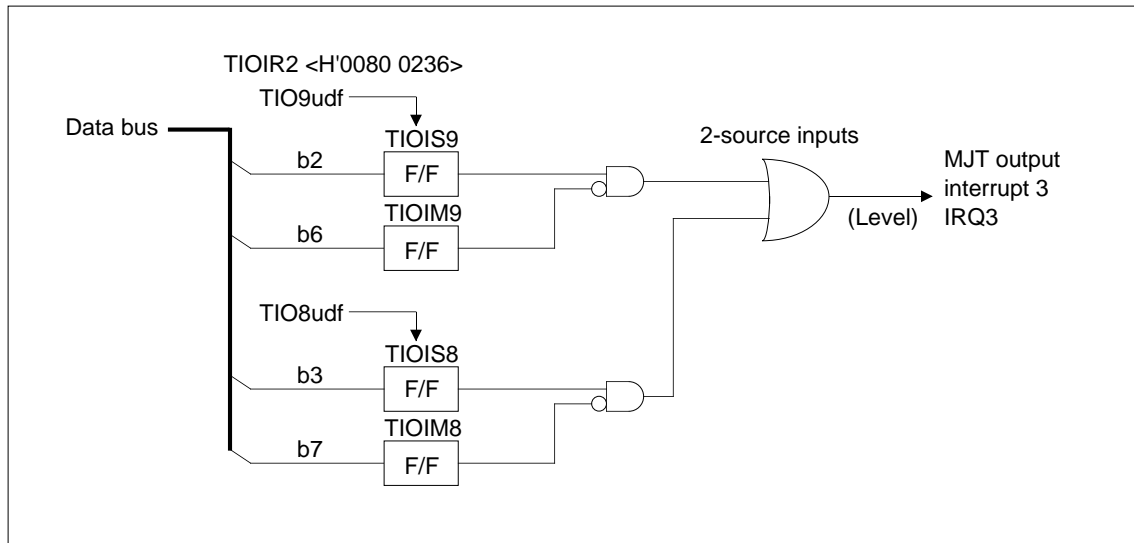 TIOIR2 <H'0080 0236>
TIO9udf
Data bus
TIOIS9
b2
F/F
TIOIM9
b6
F/F
2-source inputs
MJT output
interrupt 3
IRQ3
(Level)
TIO8udf
TIOIS8
b3
F/F
TIOIM8
b7
F/F